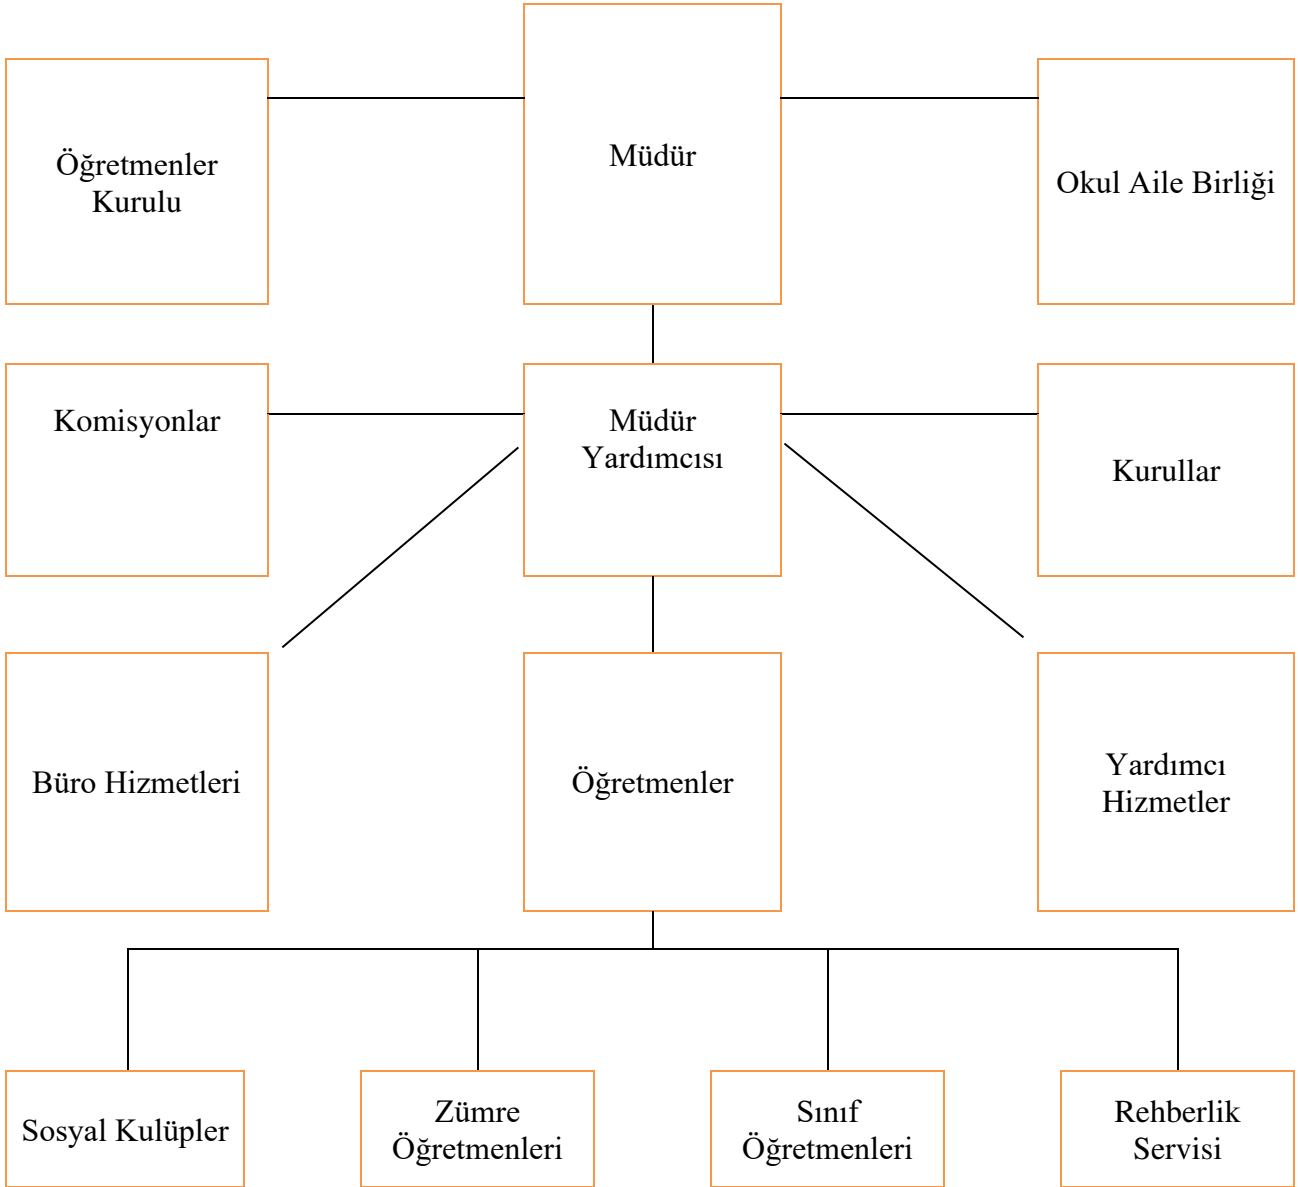 Öğretmenler
Kurulu
Müdür
Okul Aile Birliği
Komisyonlar
Müdür
Yardımcısı
Kurullar
Büro Hizmetleri
Öğretmenler
Yardımcı
Hizmetler
Sosyal Kulüpler
Zümre
Öğretmenleri
Sınıf
Öğretmenleri
Rehberlik
Servisi